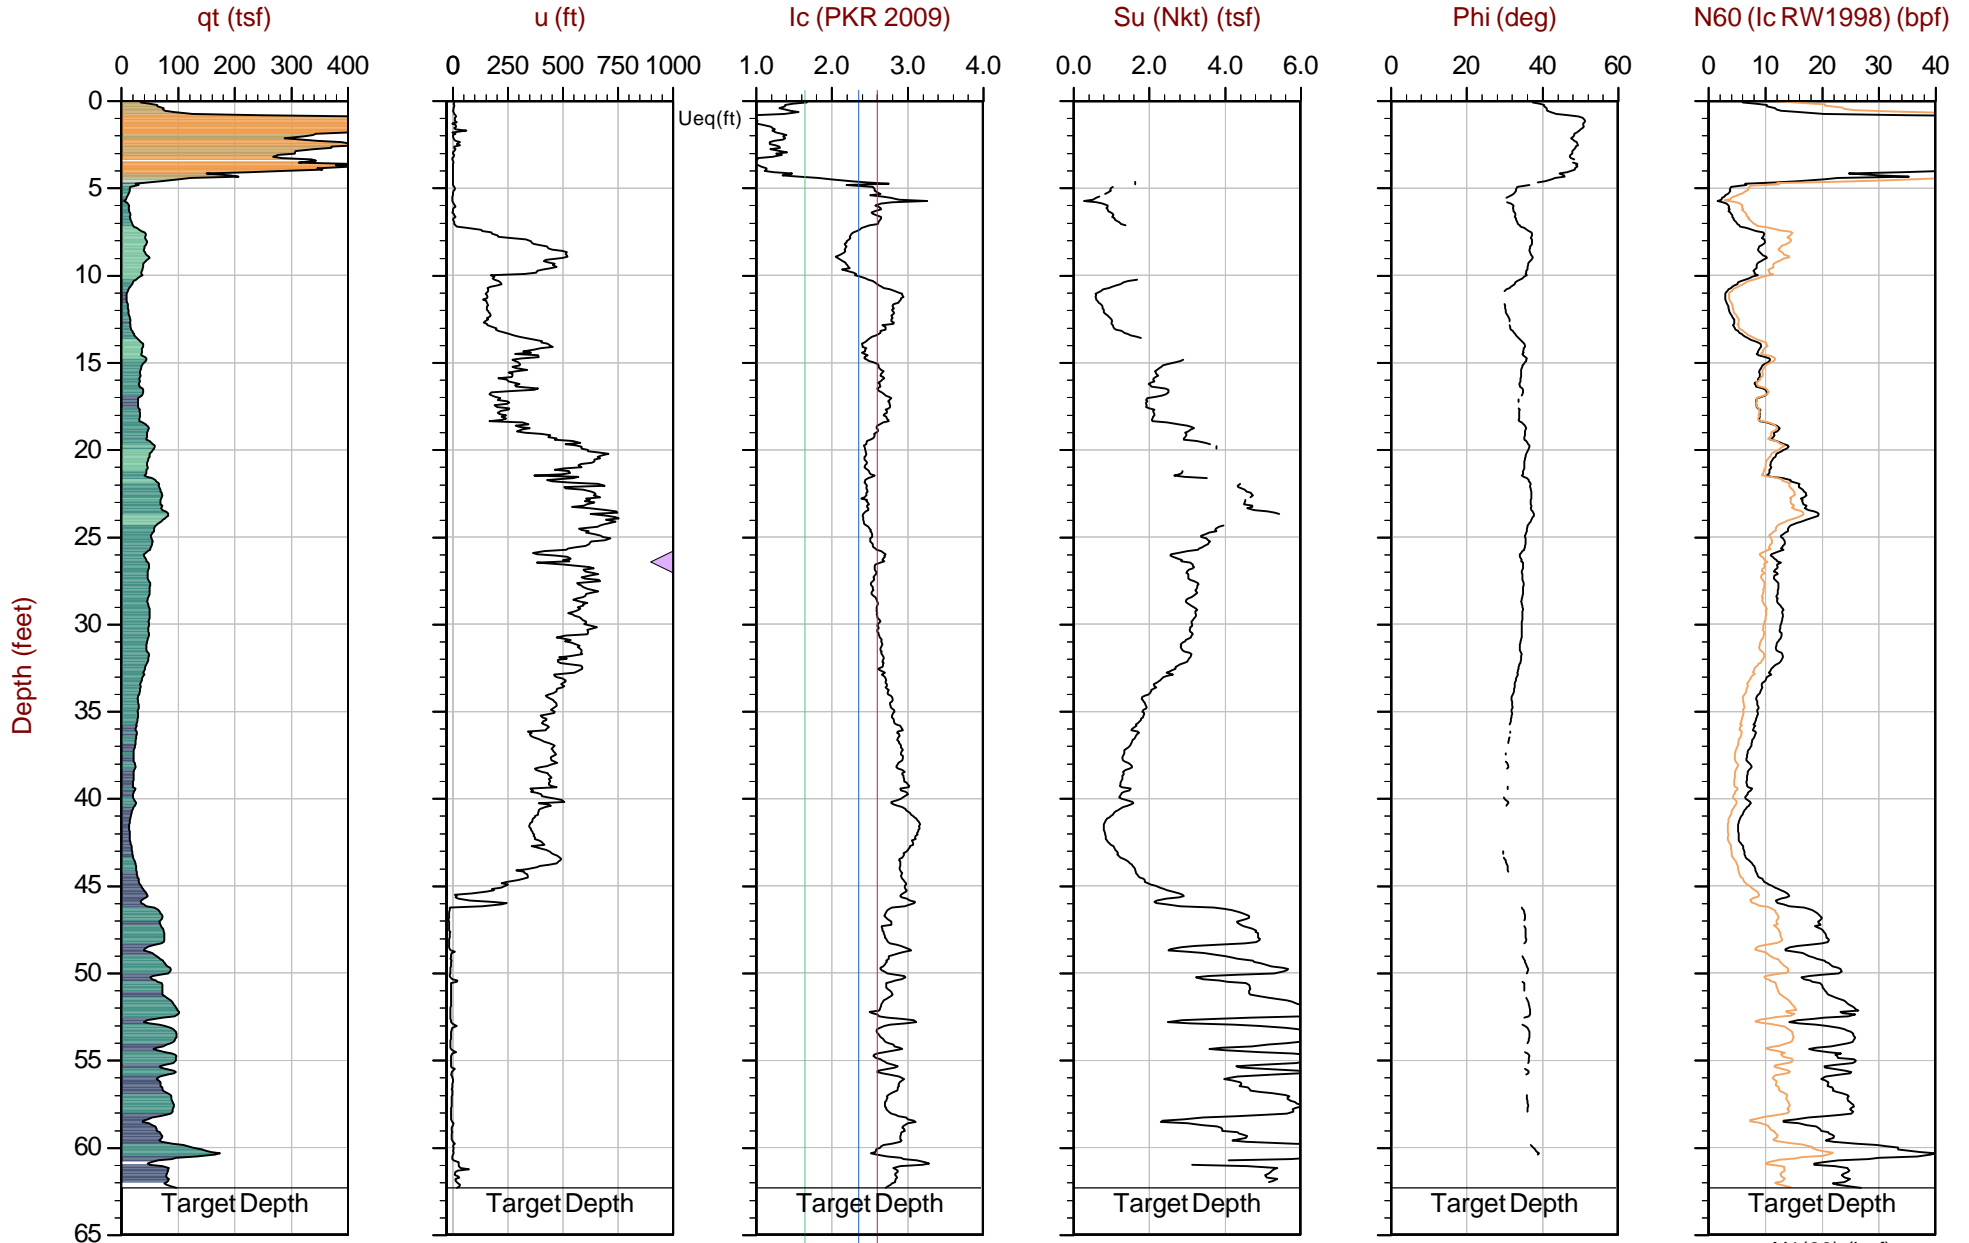 qt (tsf) u (ft) Ic (PKR 2009) Su (Nkt) (tsf) Phi (deg) N60 (Ic RW1998) (bpf)
0 100 200 300 400 0 250 500 750 1000 1.0 2.0 3.0 4.0 0.0 2.0 4.0 6.0 0 20 40 60 0 10 20 30 40
0
Ueq(ft)
5
10
15
20
25
30
Depth (feet)
35
40
45
50
55
60
Target Depth Target Depth Target Depth Target Depth Target Depth Target Depth
65